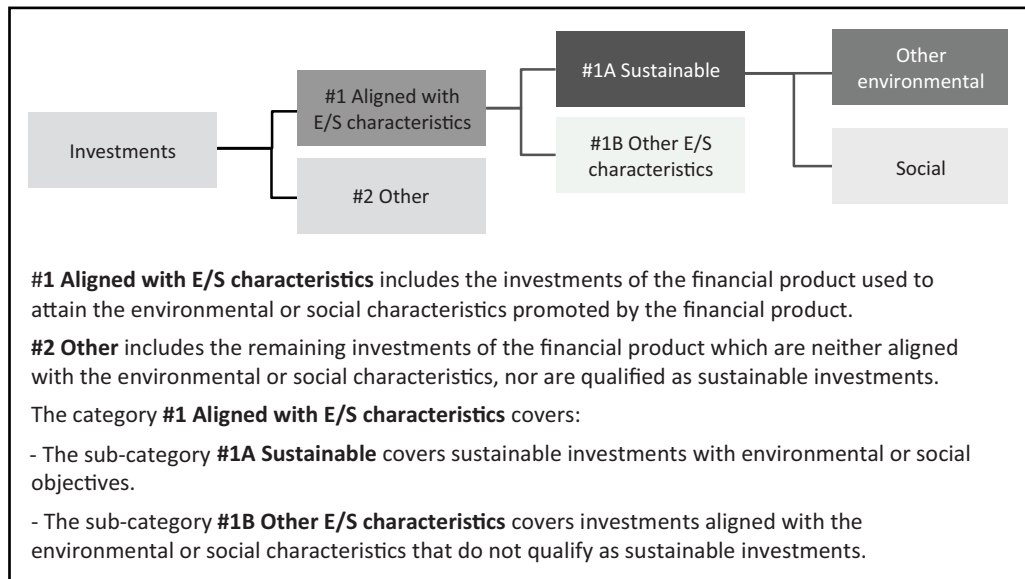 Investments
#1 Aligned with
E/S characteristics
#2 Other
#1A Sustainable
#1B Other E/S
characteristics
Other
environmental
Social
#1 Aligned with E/S characteristics includes the investments of the financial product used to
attain the environmental or social characteristics promoted by the financial product.
#2 Other includes the remaining investments of the financial product which are neither aligned
with the environmental or social characteristics, nor are qualified as sustainable investments.
The category #1 Aligned with E/S characteristics covers:
- The sub-category #1A Sustainable covers sustainable investments with environmental or social
objectives.
- The sub-category #1B Other E/S characteristics covers investments aligned with the
environmental or social characteristics that do not qualify as sustainable investments.